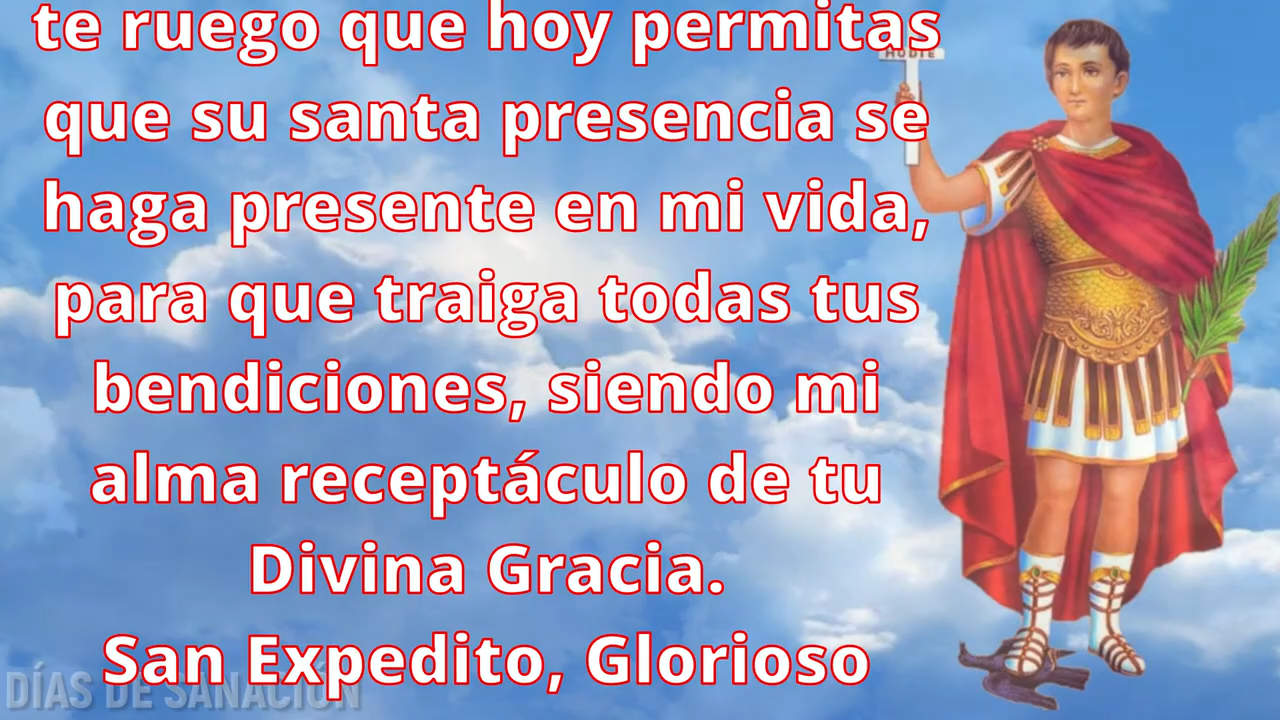 te ruego que hoy permitas
HODIE
que su santa presencia se
haga presente en mi vida,
para que traiga todas tus
bendiciones, siendo mi
alma receptáculo de tu
Divina Gracia.
San Expedito, Glorioso
DÍAS DE SANACIÓN